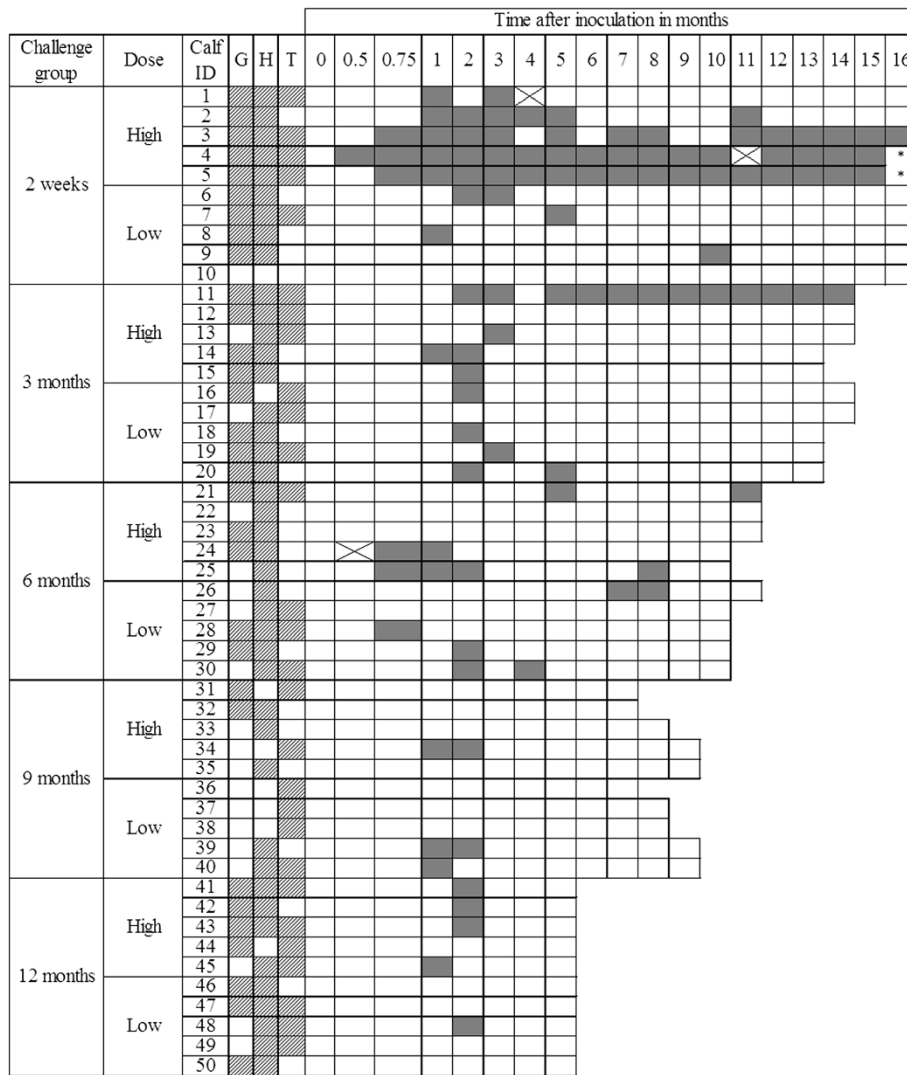 Time after inoculation in months
Challenge group Dose Calf ID G H T 0 0.5 0.75 1 2 3 4 5 6 7 8 9 10 11 12 13 14 15 16
2 weeks
High
1
2
3
4 *
5 *
Low
6
7
8
9
10
3 months
High
11
12
13
14
15
Low
16
17
18
19
20
6 months
High
21
22
23
24
25
Low
26
27
28
29
30
9 months
High
31
32
33
34
35
Low
36
37
38
39
40
12 months
High
41
42
43
44
45
Low
46
47
48
49
50